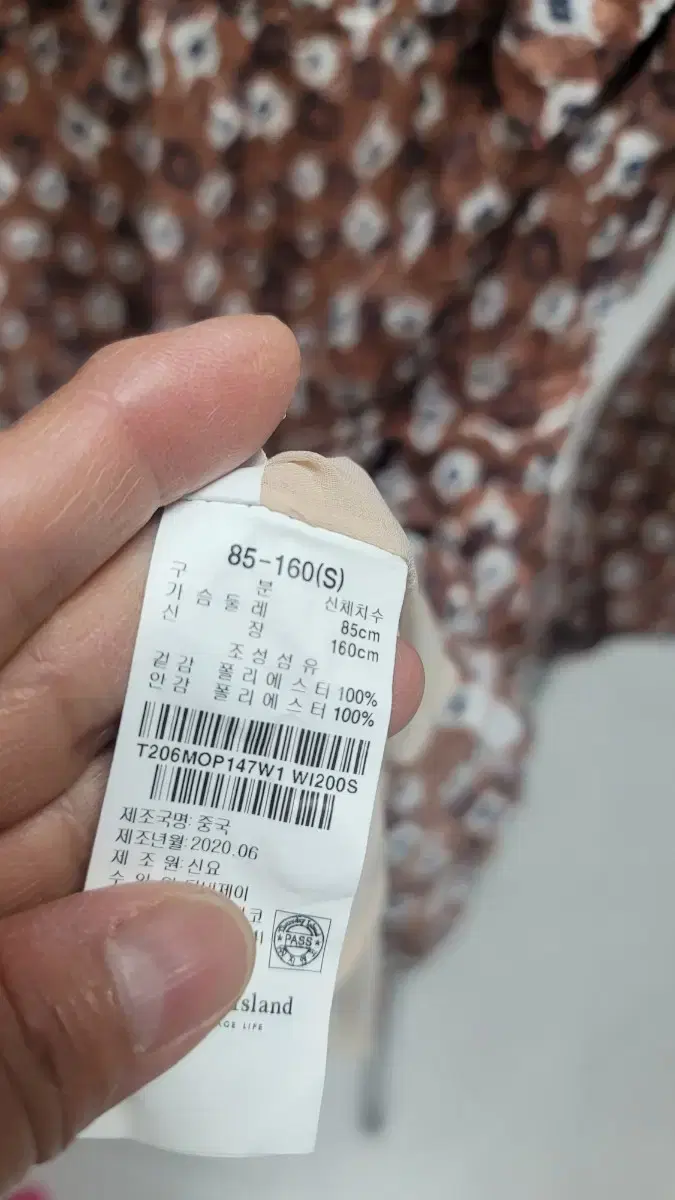 85-160(S)
구 분 신체치수
가 슴 둘 레 85cm
신 장 160cm
조 성 섬 유
겉감 폴리에스터 100%
안감 폴리에스터 100%
T206MOP147W1 WI200S
제조국명: 중국
제조년월: 2020.06
제 조 원: 신요
PASS
Island